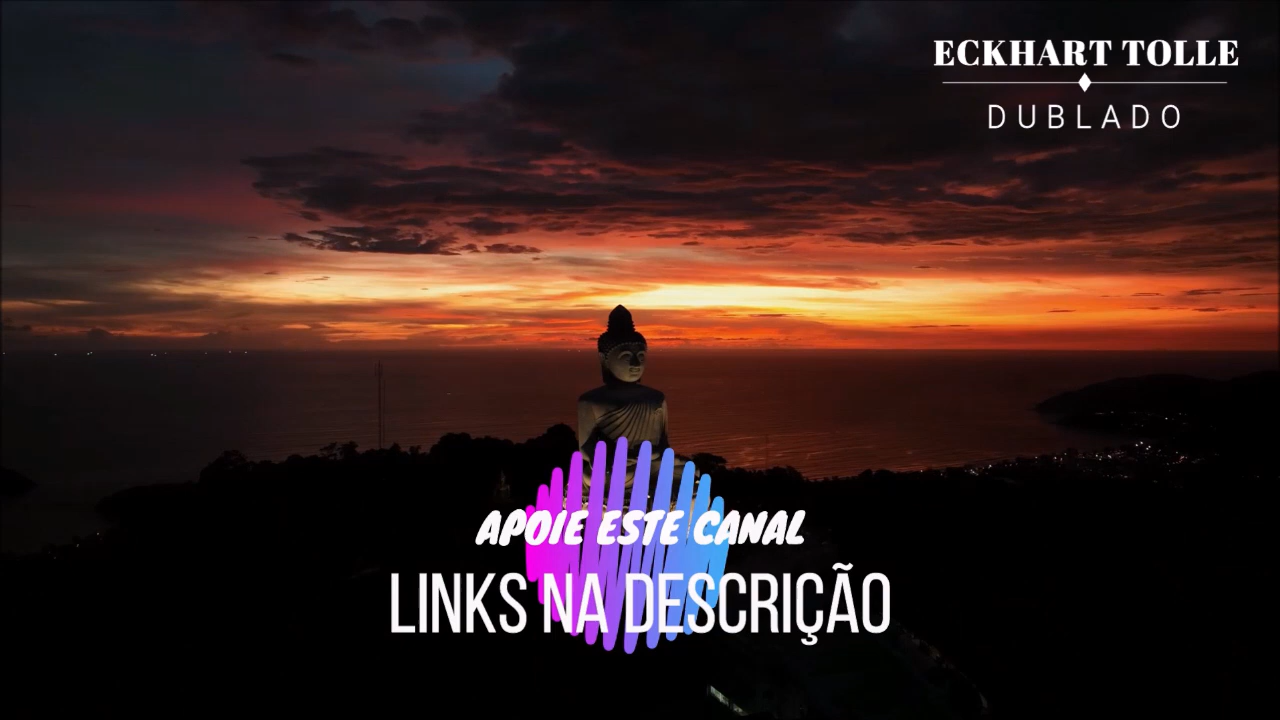 ECKHART TOLLE
DUBLADO
APOIE ESTE CANAL
LINKS NA DESCRIÇÃO